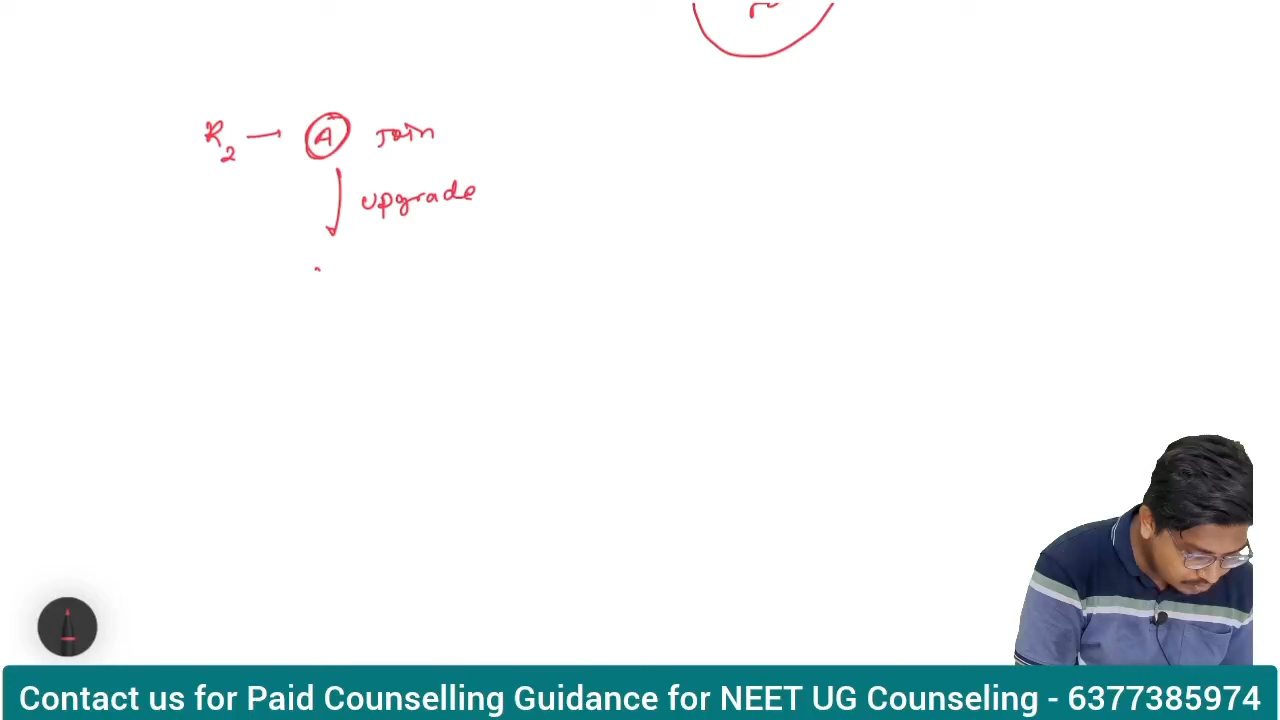 R2 → A Join
upgrade
Contact us for Paid Counselling Guidance for NEET UG Counseling - 6377385974